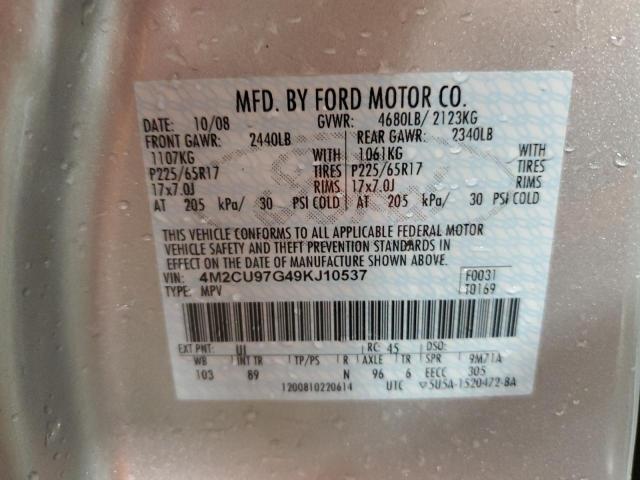 MFD. BY FORD MOTOR CO.
DATE: 10/08 GVWR: 4680LB/ 2123KG
FRONT GAWR: 2440LB REAR GAWR: 2340LB
1107KG WITH 1061KG WITH
P225/65R17 TIRES P225/65R17 TIRES
17x7.0J RIMS 17x7.0J RIMS
AT 205 kPa/ 30 PSI COLD AT 205 kPa/ 30 PSI COLD
THIS VEHICLE CONFORMS TO ALL APPLICABLE FEDERAL MOTOR
VEHICLE SAFETY AND THEFT PREVENTION STANDARDS IN
EFFECT ON THE DATE OF MANUFACTURE SHOWN ABOVE.
VIN: 4M2CU97G49KJ10537 F0031
TYPE: MPV T0169
EXT PNT: UI RC: 45 DSO:
WB INT TR TP/PS R AXLE TR SPR 9M71A
103 89 N 96 6 EECC 305
1200810220614 UTC ▽5U5A-1520472-BA